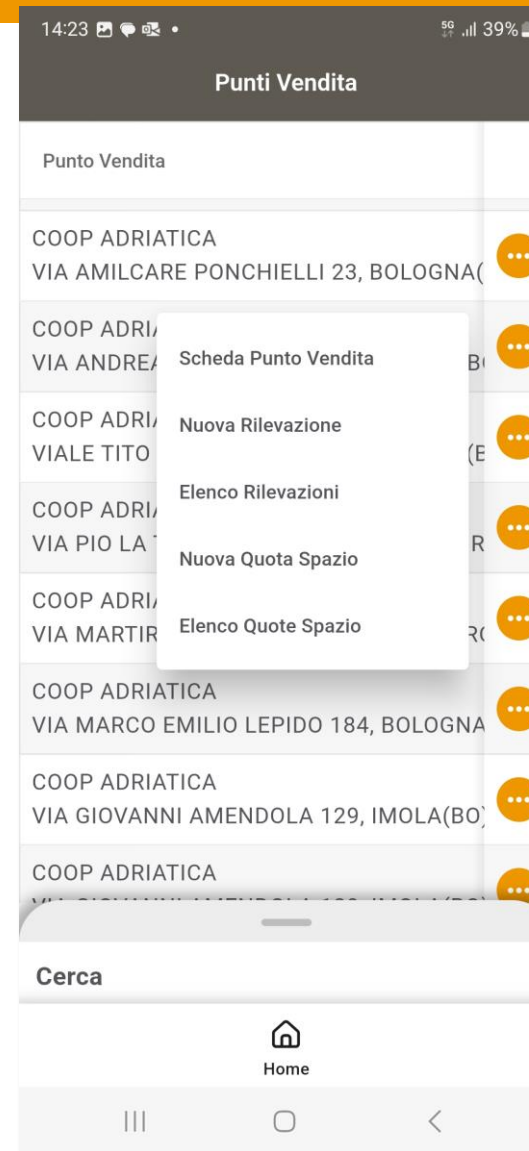 14:23 5G 39%
Punti Vendita
Punto Vendita
COOP ADRIATICA
VIA AMILCARE PONCHIELLI 23, BOLOGNA(
COOP ADRIA
VIA ANDREA B
Scheda Punto Vendita
COOP ADRI
VIALE TITO (B
Nuova Rilevazione
COOP ADRI
VIA PIO LA R
Elenco Rilevazioni
Nuova Quota Spazio
COOP ADRI
VIA MARTIR
Elenco Quote Spazio
COOP ADRIATICA
VIA MARCO EMILIO LEPIDO 184, BOLOGNA
COOP ADRIATICA
VIA GIOVANNI AMENDOLA 129, IMOLA(BO)
COOP ADRIATICA
Cerca
Home